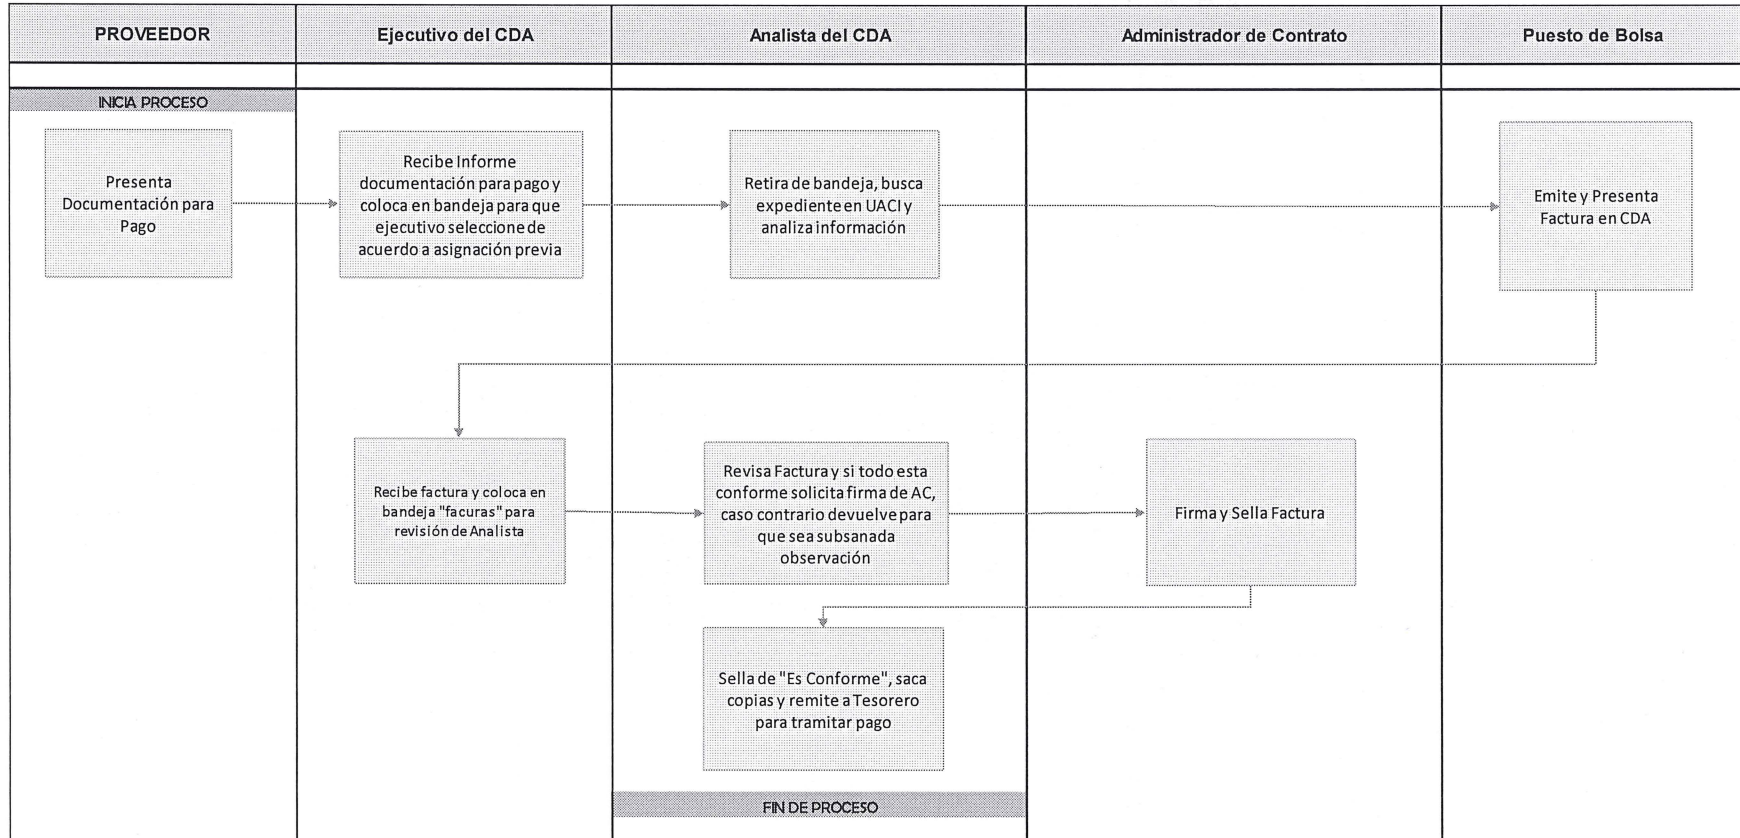 PROVEEDOR
Ejecutivo del CDA
Analista del CDA
Administrador de Contrato
Puesto de Bolsa
INICIA PROCESO
Presenta
Documentación para
Pago
Recibe Informe
documentación para pago y
coloca en bandeja para que
ejecutivo seleccione de
acuerdo a asignación previa
Retira de bandeja, busca
expediente en UACI y
analiza información
Emite y Presenta
Factura en CDA
Recibe factura y coloca en
bandeja "facuras" para
revisión de Analista
Revisa Factura y si todo esta
conforme solicita firma de AC,
caso contrario devuelve para
que sea subsanada
observación
Firma y Sella Factura
Sella de "Es Conforme", saca
copias y remite a Tesorero
para tramitar pago
FIN DE PROCESO